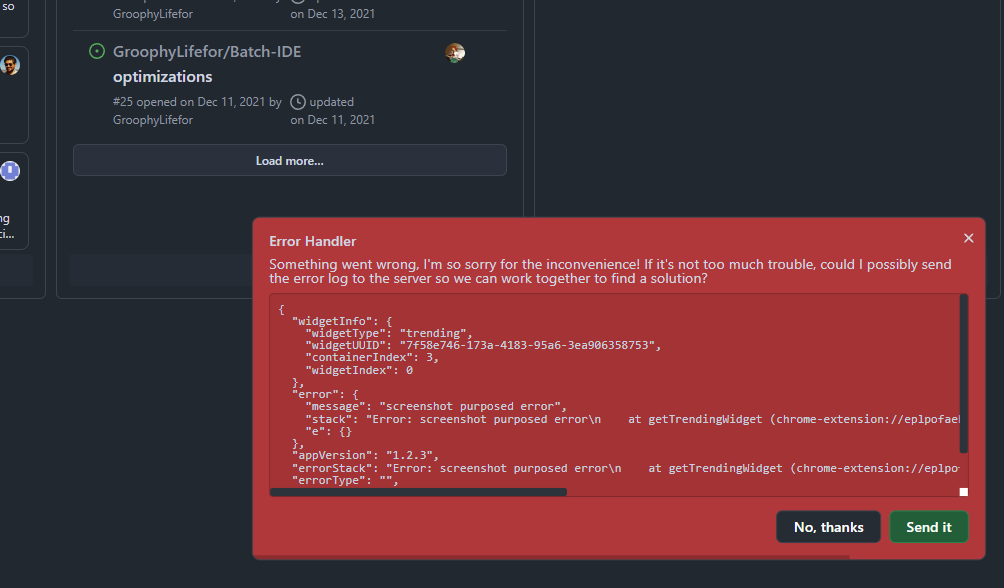 so
GroophyLifefor
on Dec 13, 2021
GroophyLifefor/Batch-IDE
optimizations
#25 opened on Dec 11, 2021 by
GroophyLifefor
updated
on Dec 11, 2021
Load more...
ng
ci...
Error Handler
Something went wrong, I'm so sorry for the inconvenience! If it's not too much trouble, could I possibly send
the error log to the server so we can work together to find a solution?
{
"widgetInfo": {
"widgetType": "trending",
"widgetUUID": "7f58e746-173a-4183-95a6-3ea906358753",
"containerIndex": 3,
"widgetIndex": 0
},
"error": {
"message": "screenshot purposed error",
"stack": "Error: screenshot purposed error\n    at getTrendingWidget (chrome-extension://eplpofael
"e": {}
},
"appVersion": "1.2.3",
"errorStack": "Error: screenshot purposed error\n    at getTrendingWidget (chrome-extension://eplpo
"errorType": "",
No, thanks
Send it